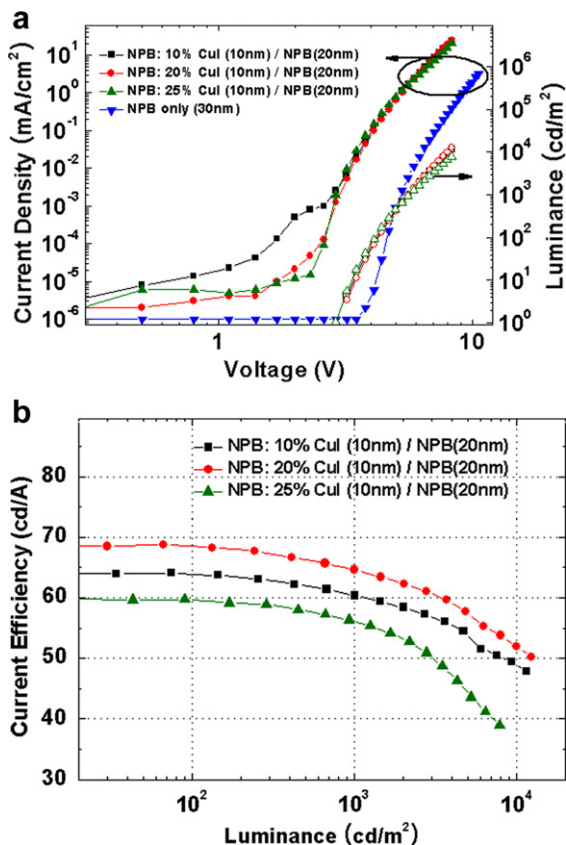 a
NPB: 10% CuI (10nm) / NPB(20nm)
NPB: 20% CuI (10nm) / NPB(20nm)
NPB: 25% CuI (10nm) / NPB(20nm)
NPB only (30nm)
Current Density (mA/cm²)
10¹
10⁰
10⁻¹
10⁻²
10⁻³
10⁻⁴
10⁻⁵
10⁻⁶
Luminance (cd/m²)
10⁶
10⁵
10⁴
10³
10²
10¹
10⁰
1
10
Voltage (V)
b
NPB: 10% CuI (10nm) / NPB(20nm)
NPB: 20% CuI (10nm) / NPB(20nm)
NPB: 25% CuI (10nm) / NPB(20nm)
Current Efficiency (cd/A)
80
70
60
50
40
30
10²
10³
10⁴
Luminance (cd/m²)